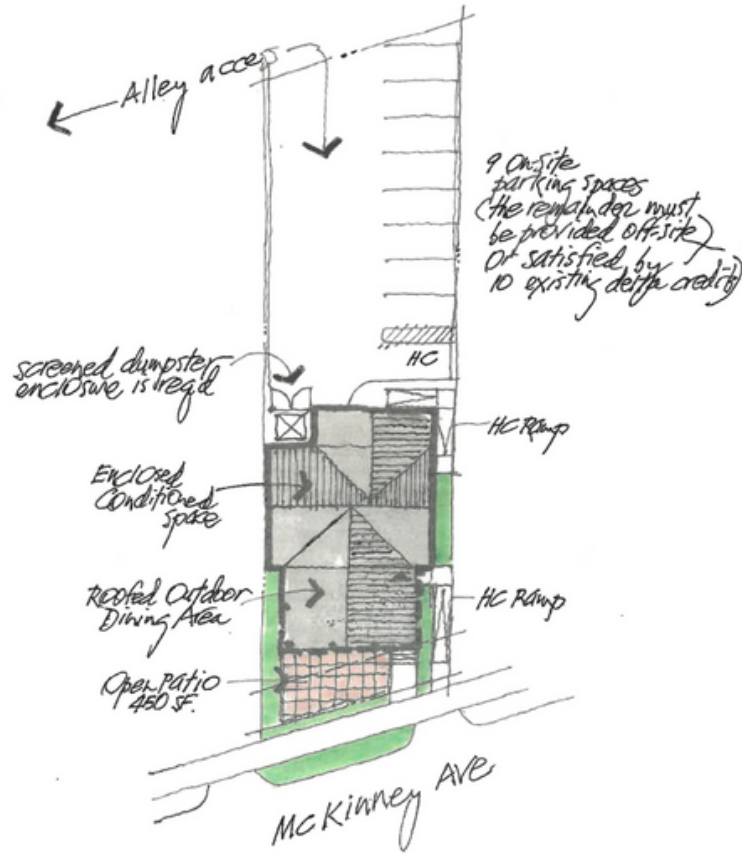 Alley acce
9 On-site
parking spaces
(the remainder must
be provided off-site)
Or satisfied by
10 existing delta credits)
HC
screened dumpster
enclosure is req'd
HC Ramp
Enclosed
Conditioned
space
Roofed Outdoor
Dining Area
HC Ramp
Open Patio
450 SF.
McKinney Ave